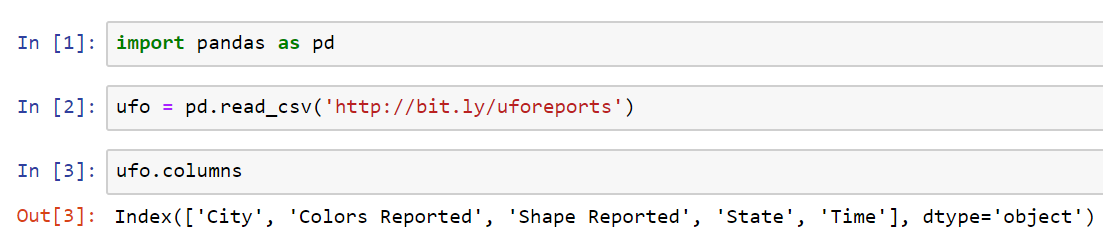 In [1]: import pandas as pd
In [2]: ufo = pd.read_csv('http://bit.ly/uforeports')
In [3]: ufo.columns
Out[3]: Index(['City', 'Colors Reported', 'Shape Reported', 'State', 'Time'], dtype='object')